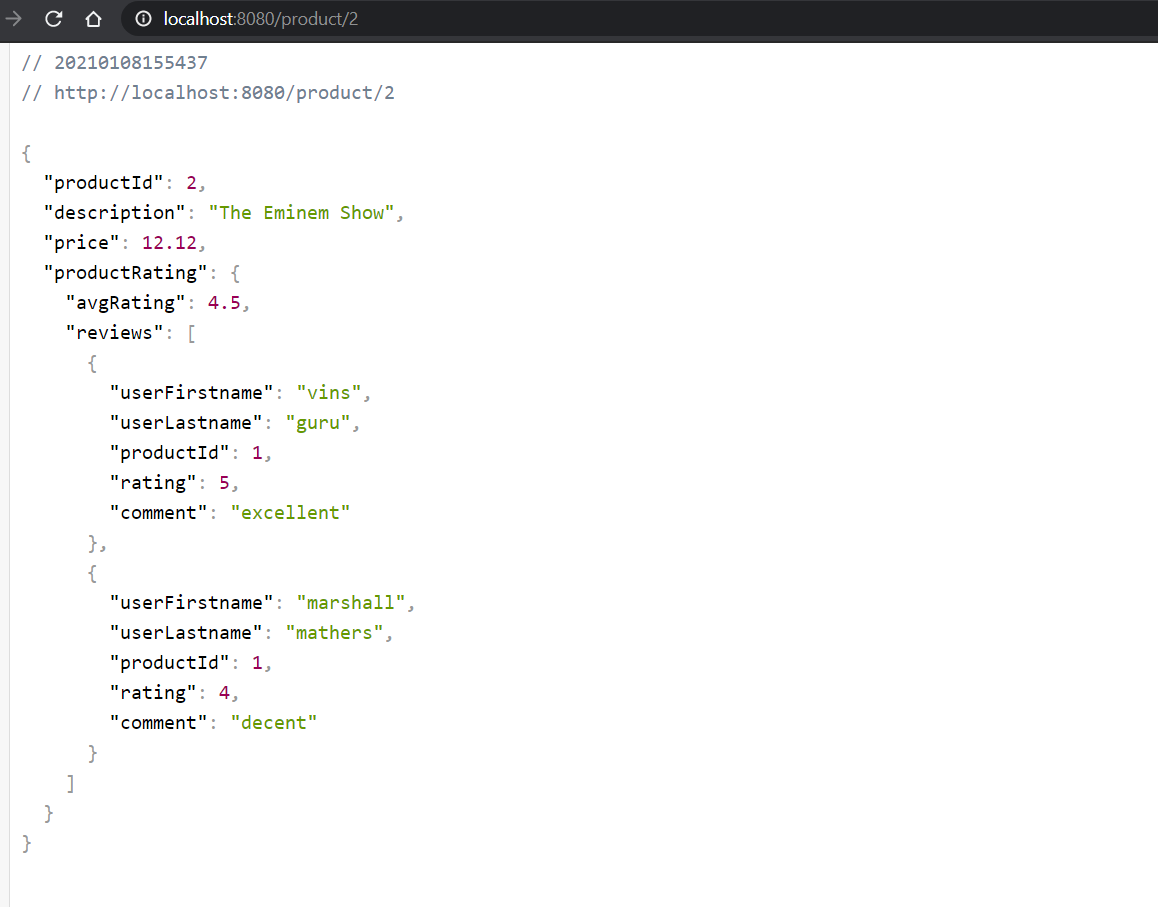 localhost:8080/product/2
// 20210108155437
// http://localhost:8080/product/2
{
"productId": 2,
"description": "The Eminem Show",
"price": 12.12,
"productRating": {
"avgRating": 4.5,
"reviews": [
{
"userFirstname": "vins",
"userLastname": "guru",
"productId": 1,
"rating": 5,
"comment": "excellent"
},
{
"userFirstname": "marshall",
"userLastname": "mathers",
"productId": 1,
"rating": 4,
"comment": "decent"
}
]
}
}